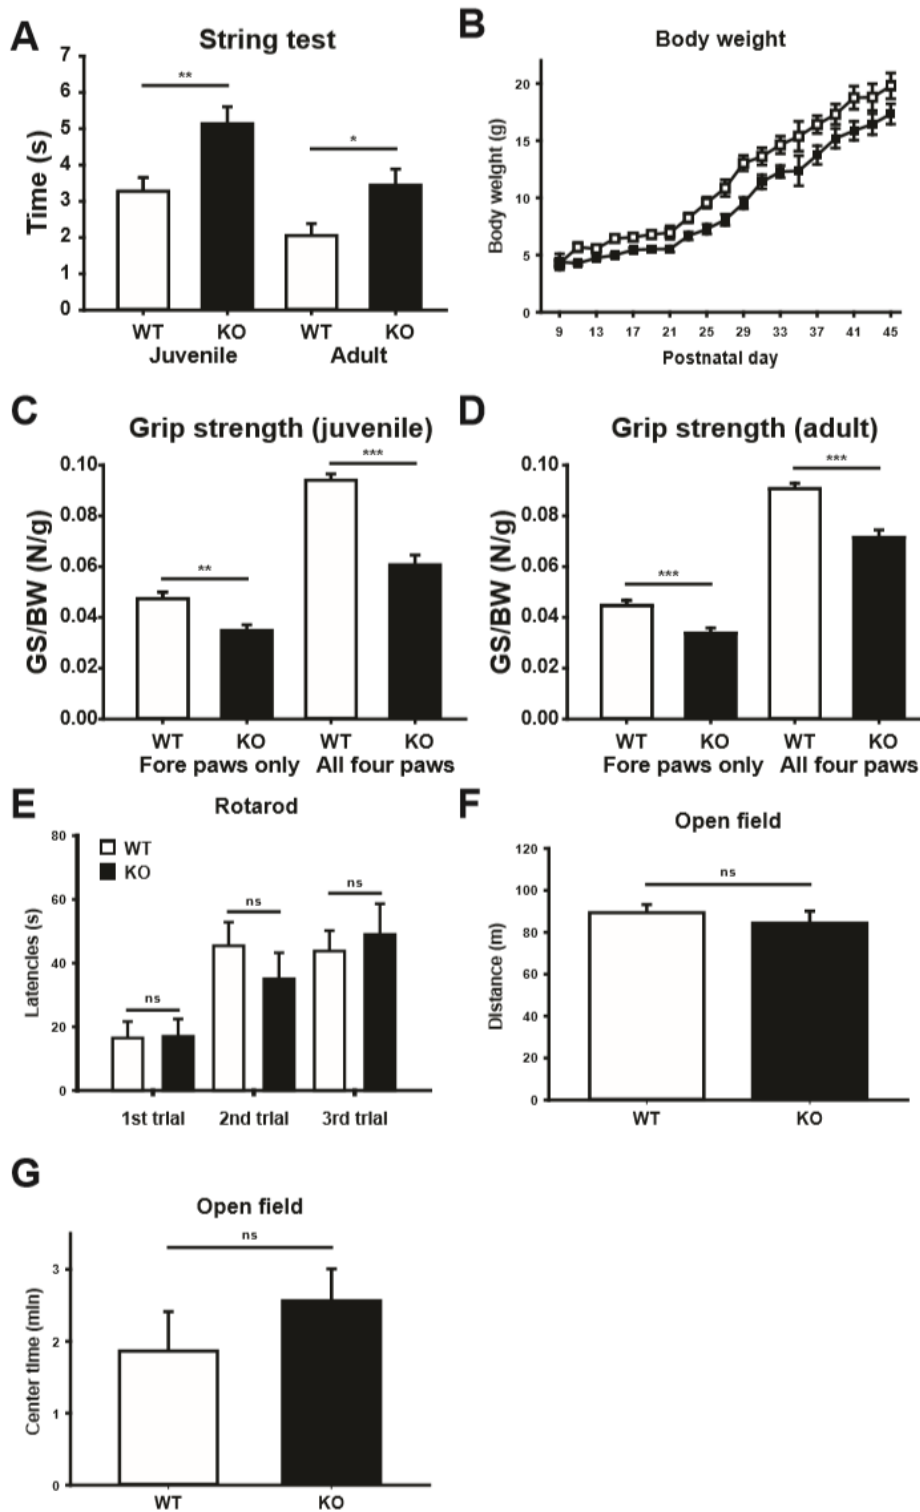 A
String test
Time (s)
7
6
5
4
3
2
1
0
**
*
WT KO WT KO
Juvenile Adult
B
Body weight
Body weight (g)
20
15
10
5
0
9 13 17 21 25 29 33 37 41 45
Postnatal day
C
Grip strength (juvenile)
GS/BW (N/g)
0.10
0.08
0.06
0.04
0.02
0.00
**
***
WT KO WT KO
Fore paws only All four paws
D
Grip strength (adult)
GS/BW (N/g)
0.10
0.08
0.06
0.04
0.02
0.00
***
***
WT KO WT KO
Fore paws only All four paws
E
Rotarod
WT
KO
Latencies (s)
80
60
40
20
0
ns
ns
ns
1st trial 2nd trial 3rd trial
F
Open field
Distance (m)
120
100
80
60
40
20
0
ns
WT KO
G
Open field
Center time (min)
3
2
1
0
ns
WT KO